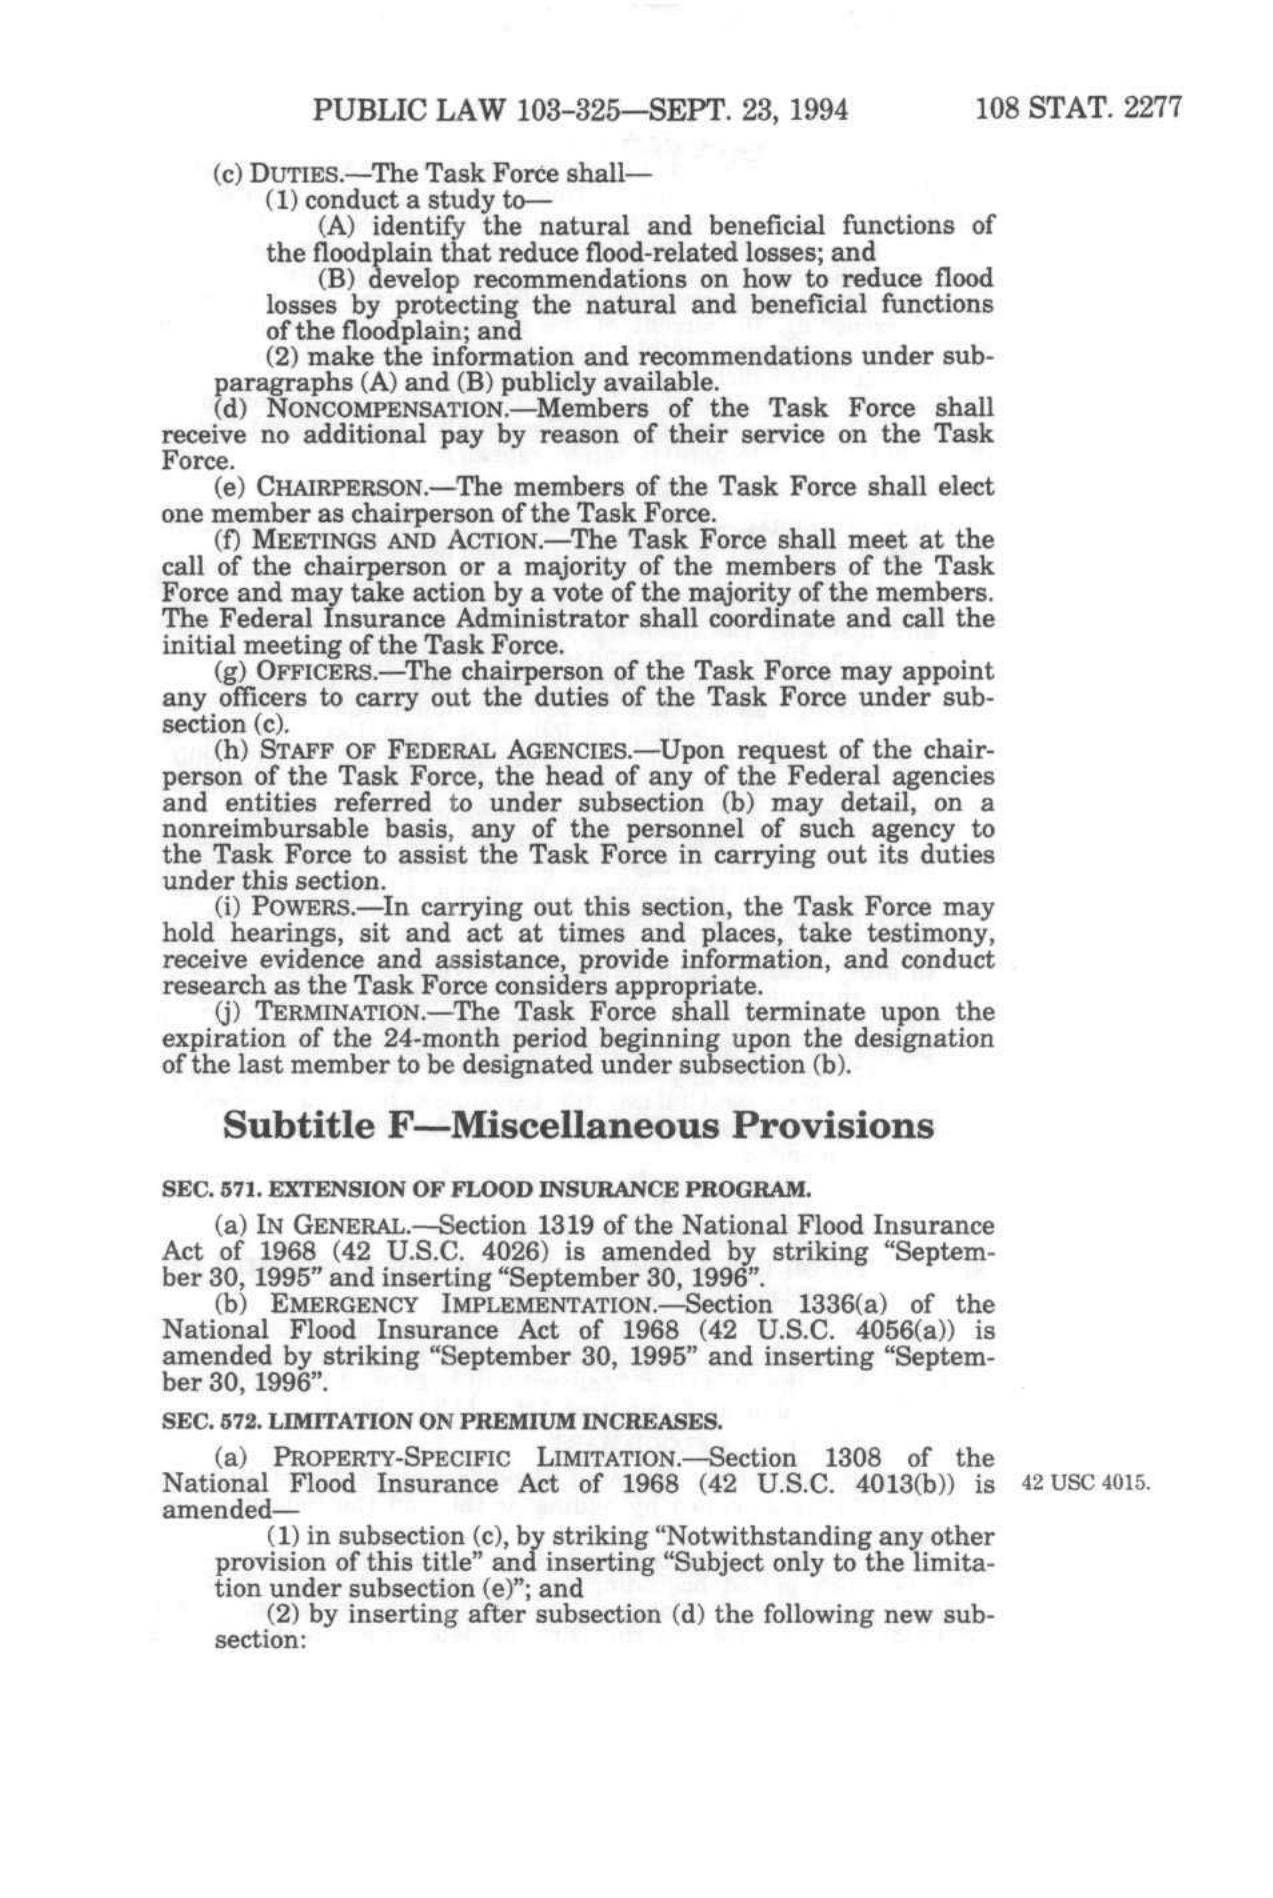 PUBLIC LAW 103–325—SEPT. 23, 1994 108 STAT. 2277
(c) DUTIES.—The Task Force shall—
(1) conduct a study to—
(A) identify the natural and beneficial functions of
the floodplain that reduce flood-related losses; and
(B) develop recommendations on how to reduce flood
losses by protecting the natural and beneficial functions
of the floodplain; and
(2) make the information and recommendations under sub-
paragraphs (A) and (B) publicly available.
(d) NONCOMPENSATION.—Members of the Task Force shall
receive no additional pay by reason of their service on the Task
Force.
(e) CHAIRPERSON.—The members of the Task Force shall elect
one member as chairperson of the Task Force.
(f) MEETINGS AND ACTION.—The Task Force shall meet at the
call of the chairperson or a majority of the members of the Task
Force and may take action by a vote of the majority of the members.
The Federal Insurance Administrator shall coordinate and call the
initial meeting of the Task Force.
(g) OFFICERS.—The chairperson of the Task Force may appoint
any officers to carry out the duties of the Task Force under sub-
section (c).
(h) STAFF OF FEDERAL AGENCIES.—Upon request of the chair-
person of the Task Force, the head of any of the Federal agencies
and entities referred to under subsection (b) may detail, on a
nonreimbursable basis, any of the personnel of such agency to
the Task Force to assist the Task Force in carrying out its duties
under this section.
(i) POWERS.—In carrying out this section, the Task Force may
hold hearings, sit and act at times and places, take testimony,
receive evidence and assistance, provide information, and conduct
research as the Task Force considers appropriate.
(j) TERMINATION.—The Task Force shall terminate upon the
expiration of the 24-month period beginning upon the designation
of the last member to be designated under subsection (b).
Subtitle F—Miscellaneous Provisions
SEC. 571. EXTENSION OF FLOOD INSURANCE PROGRAM.
(a) IN GENERAL.—Section 1319 of the National Flood Insurance
Act of 1968 (42 U.S.C. 4026) is amended by striking “Septem-
ber 30, 1995” and inserting “September 30, 1996”.
(b) EMERGENCY IMPLEMENTATION.—Section 1336(a) of the
National Flood Insurance Act of 1968 (42 U.S.C. 4056(a)) is
amended by striking “September 30, 1995” and inserting “Septem-
ber 30, 1996”.
SEC. 572. LIMITATION ON PREMIUM INCREASES.
(a) PROPERTY-SPECIFIC LIMITATION.—Section 1308 of the
National Flood Insurance Act of 1968 (42 U.S.C. 4013(b)) is 42 USC 4015.
amended—
(1) in subsection (c), by striking “Notwithstanding any other
provision of this title” and inserting “Subject only to the limita-
tion under subsection (e)”; and
(2) by inserting after subsection (d) the following new sub-
section: